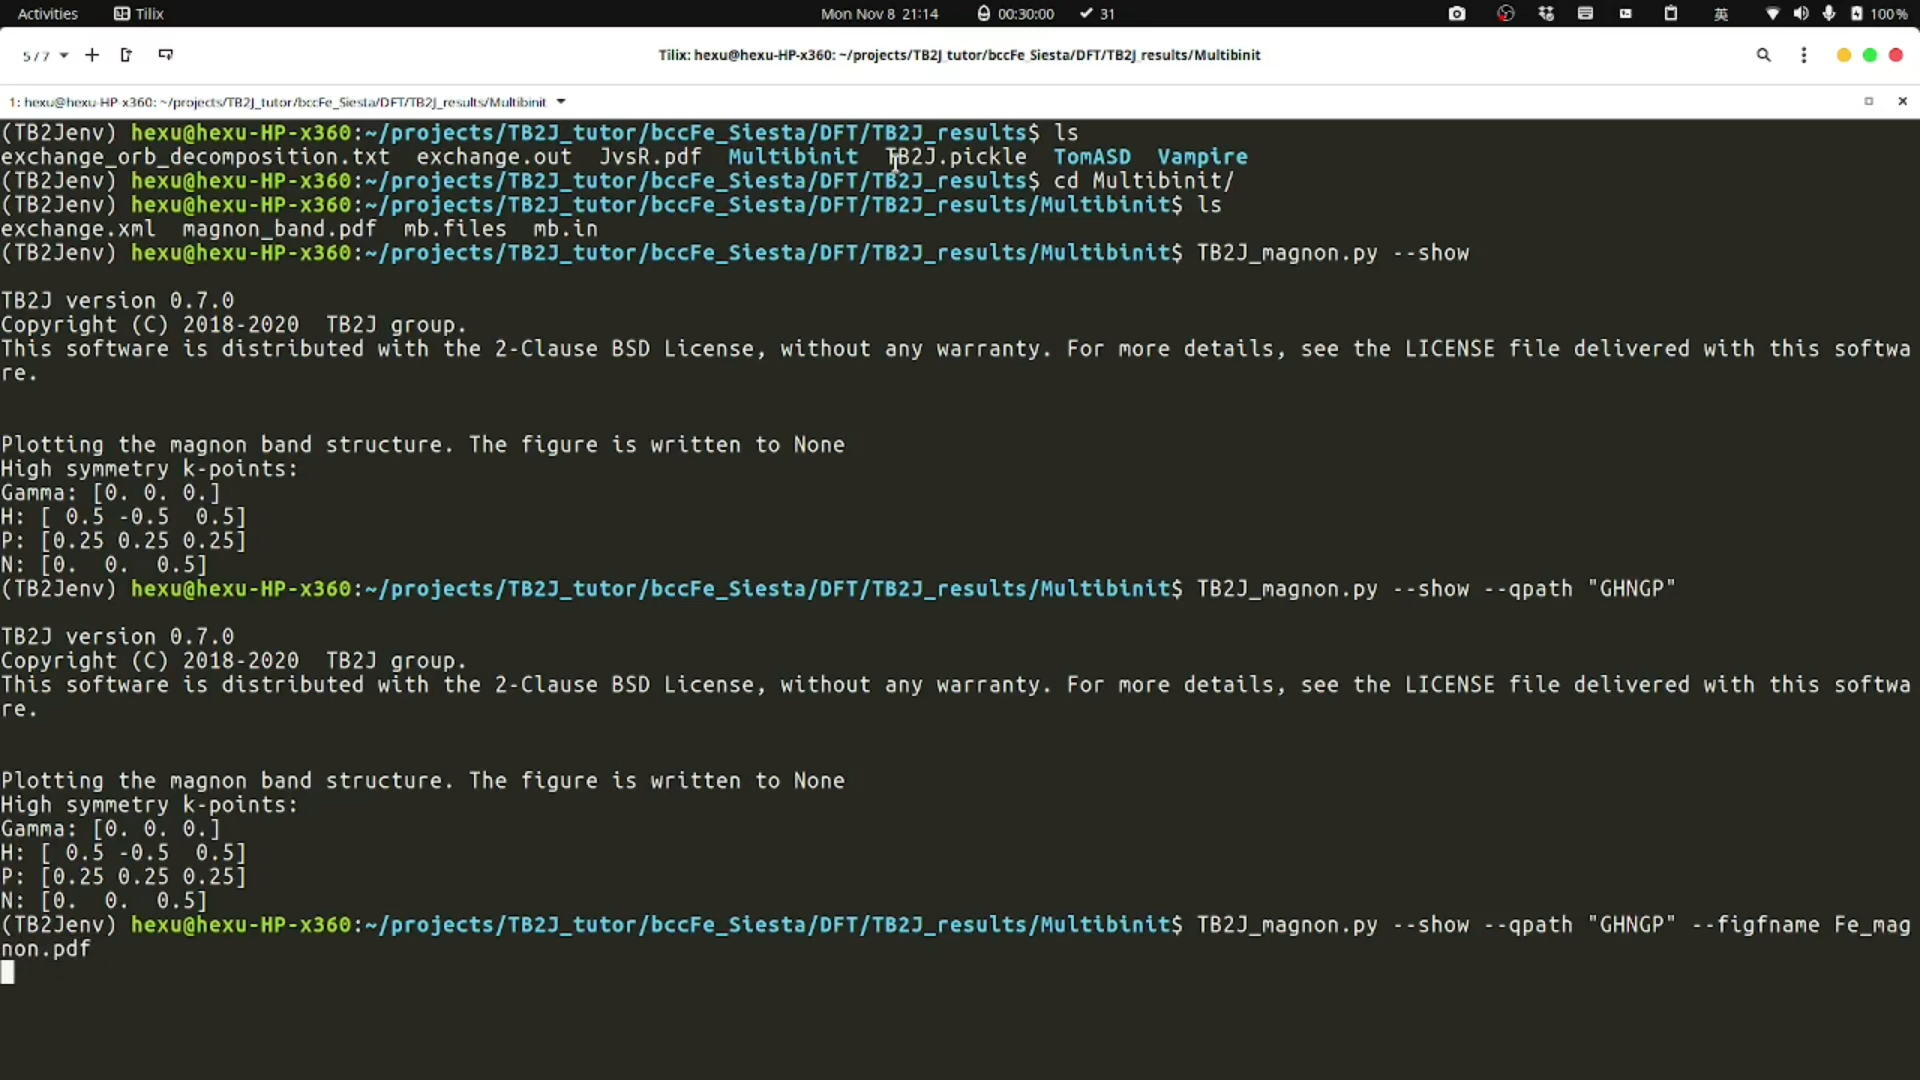 Activities Tilix Mon Nov 8 21:14 00:30:00 31 英 100%
5/7 Tilix: hexu@hexu-HP-x360: ~/projects/TB2J_tutor/bccFe_Siesta/DFT/TB2J_results/Multibinit
1: hexu@hexu-HP-x360: ~/projects/TB2J_tutor/bccFe_Siesta/DFT/TB2J_results/Multibinit
(TB2Jenv) hexu@hexu-HP-x360:~/projects/TB2J_tutor/bccFe_Siesta/DFT/TB2J_results$ ls
exchange_orb_decomposition.txt exchange.out JvsR.pdf Multibinit TB2J.pickle TomASD Vampire
(TB2Jenv) hexu@hexu-HP-x360:~/projects/TB2J_tutor/bccFe_Siesta/DFT/TB2J_results$ cd Multibinit/
(TB2Jenv) hexu@hexu-HP-x360:~/projects/TB2J_tutor/bccFe_Siesta/DFT/TB2J_results/Multibinit$ ls
exchange.xml magnon_band.pdf mb.files mb.in
(TB2Jenv) hexu@hexu-HP-x360:~/projects/TB2J_tutor/bccFe_Siesta/DFT/TB2J_results/Multibinit$ TB2J_magnon.py --show
TB2J version 0.7.0
Copyright (C) 2018-2020 TB2J group.
This software is distributed with the 2-Clause BSD License, without any warranty. For more details, see the LICENSE file delivered with this softwa
re.
Plotting the magnon band structure. The figure is written to None
High symmetry k-points:
Gamma: [0. 0. 0.]
H: [ 0.5 -0.5 0.5]
P: [0.25 0.25 0.25]
N: [0. 0. 0.5]
(TB2Jenv) hexu@hexu-HP-x360:~/projects/TB2J_tutor/bccFe_Siesta/DFT/TB2J_results/Multibinit$ TB2J_magnon.py --show --qpath "GHNGP"
TB2J version 0.7.0
Copyright (C) 2018-2020 TB2J group.
This software is distributed with the 2-Clause BSD License, without any warranty. For more details, see the LICENSE file delivered with this softwa
re.
Plotting the magnon band structure. The figure is written to None
High symmetry k-points:
Gamma: [0. 0. 0.]
H: [ 0.5 -0.5 0.5]
P: [0.25 0.25 0.25]
N: [0. 0. 0.5]
(TB2Jenv) hexu@hexu-HP-x360:~/projects/TB2J_tutor/bccFe_Siesta/DFT/TB2J_results/Multibinit$ TB2J_magnon.py --show --qpath "GHNGP" --figfname Fe_mag
non.pdf